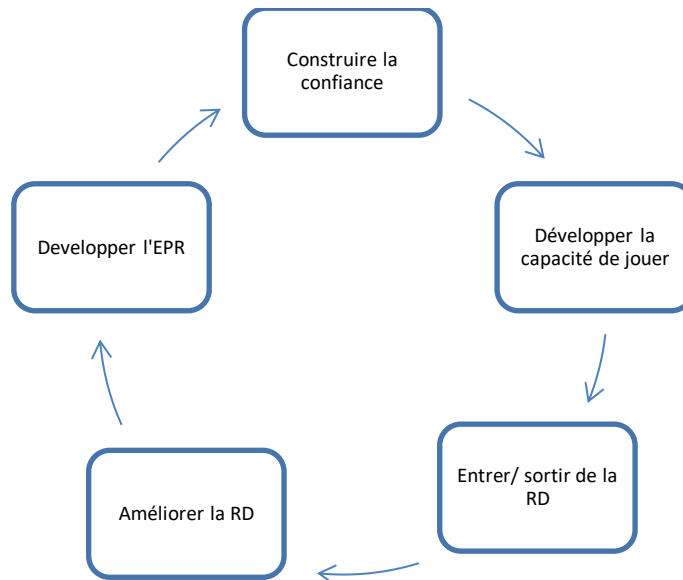 Construire la
confiance
Développer la
capacité de jouer
Entrer/ sortir de la
RD
Améliorer la RD
Developper l'EPR